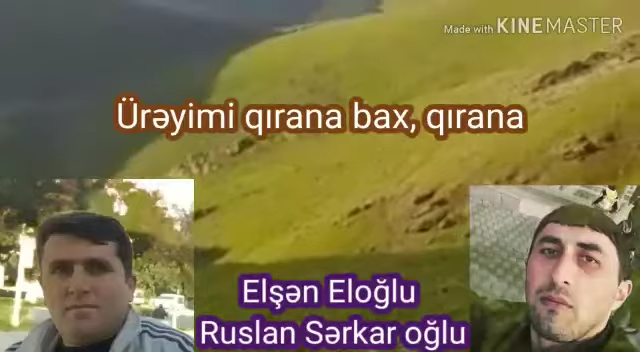 Made with KINEMASTER
Ürəyimi qırana bax, qırana
Elşən Eloğlu
Ruslan Sərkar oğlu